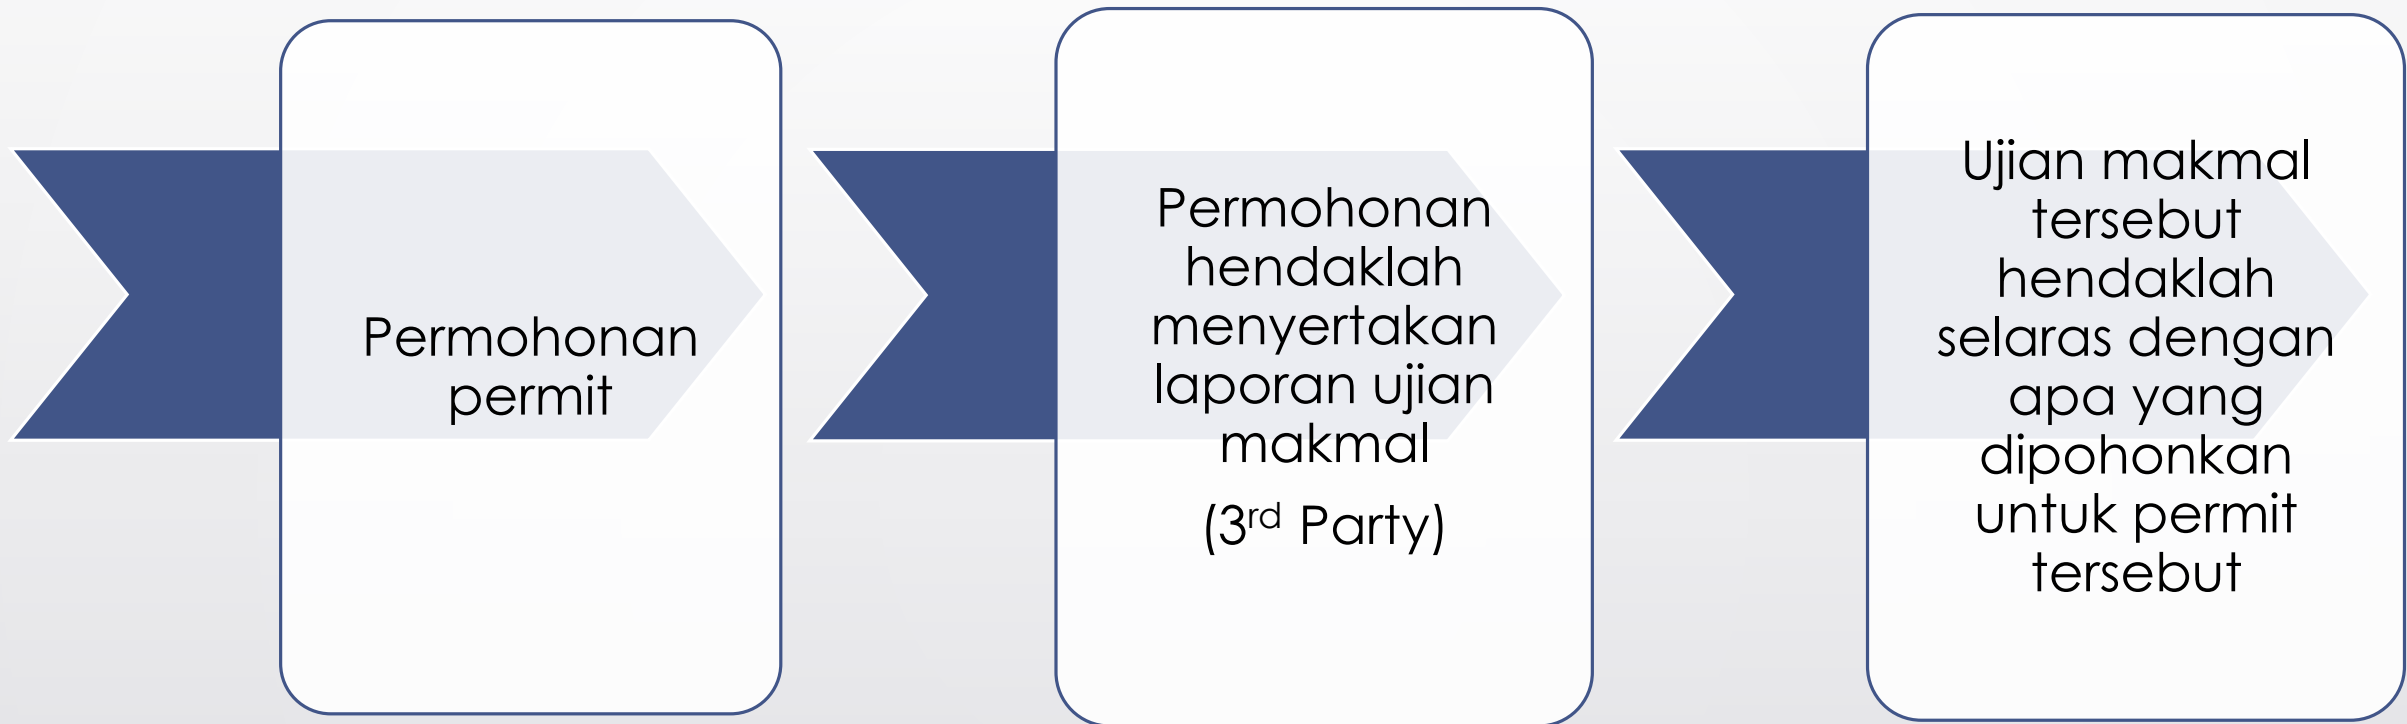 Permohonan
permit
Permohonan
hendaklah
menyertakan
laporan ujian
makmal
(3rd Party)
Ujian makmal
tersebut
hendaklah
selaras dengan
apa yang
dipohonkan
untuk permit
tersebut